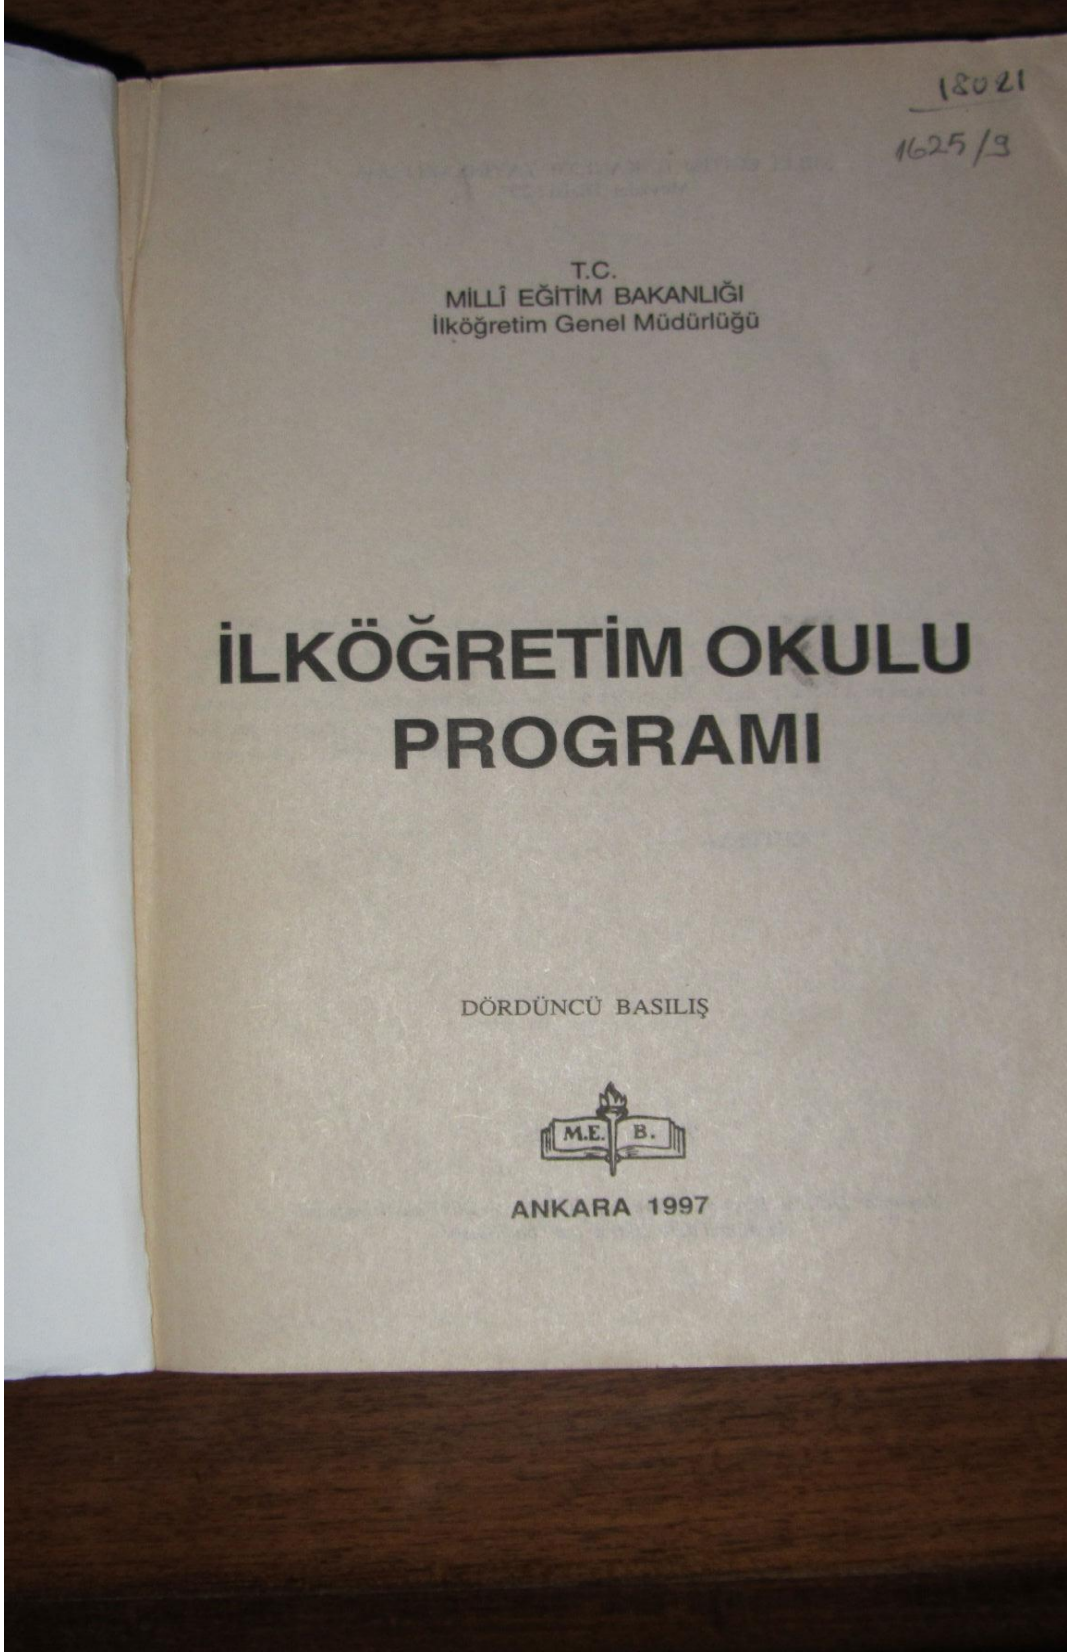 18021
1625/9
T.C.
MİLLÎ EĞİTİM BAKANLIĞI
İlköğretim Genel Müdürlüğü
İLKÖĞRETİM OKULU
PROGRAMI
DÖRDÜNCÜ BASILIŞ
M.E. B.
ANKARA 1997